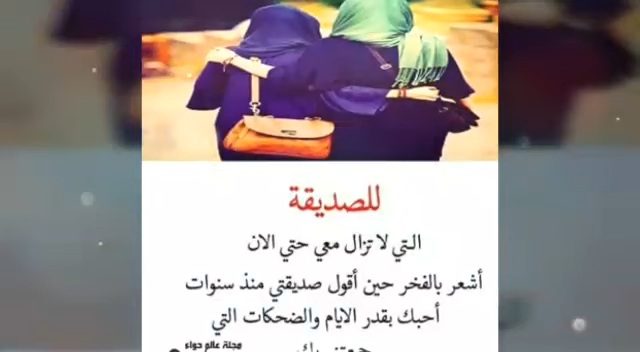 للصديقة
التي لا تزال معي حتي الان
أشعر بالفخر حين أقول صديقتي منذ سنوات
أحبك بقدر الايام والضحكات التي
مجلة عالم حواء